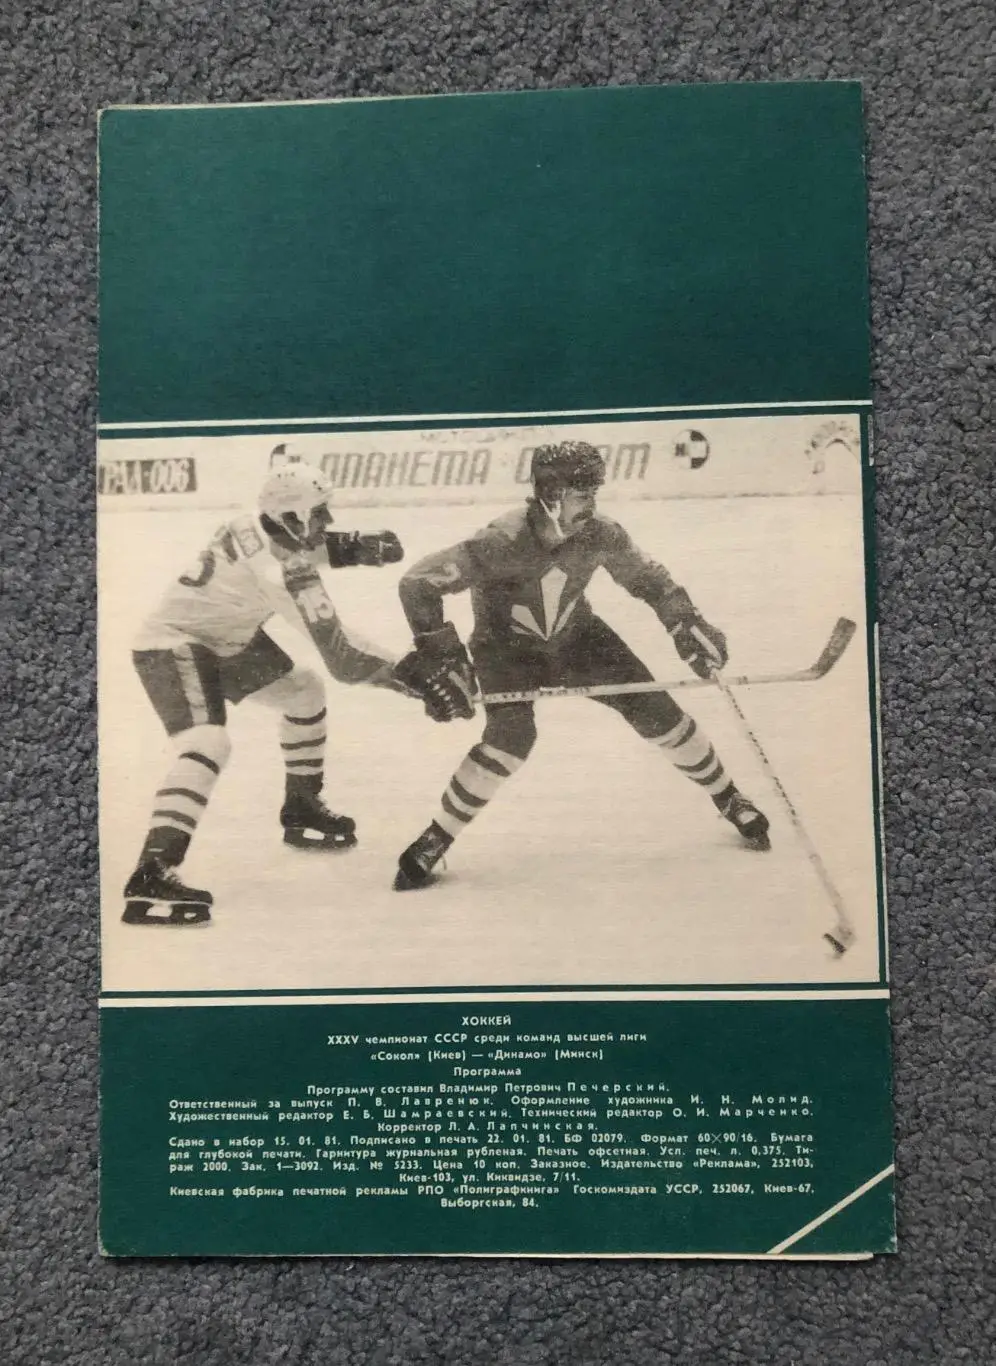 РАЛ-006
ПЛАНЕТА
ХОККЕЙ
XXXV чемпионат СССР среди команд высшей лиги
«Сокол» (Киев) — «Динамо» (Минск)
Программа
Программу составил Владимир Петрович Печерский.
Ответственный за выпуск П. В. Лавренюк. Оформление художника И. Н. Молид.
Художественный редактор Е. Б. Шамраевский. Технический редактор О. И. Марченко.
Корректор Л. А. Лапчинская.
Сдано в набор 15. 01. 81. Подписано в печать 22. 01. 81. БФ 02079. Формат 60×90/16. Бумага
для глубокой печати. Гарнитура журнальная рубленая. Печать офсетная. Усл. печ. л. 0,375. Ти-
раж 2000. Зак. 1—3092. Изд. № 5233. Цена 10 коп. Заказное. Издательство «Реклама», 252103,
Киев-103, ул. Киквидзе, 7/11.
Киевская фабрика печатной рекламы РПО «Полиграфкнига» Госкомиздата УССР, 252067, Киев-67,
Выборгская, 84.